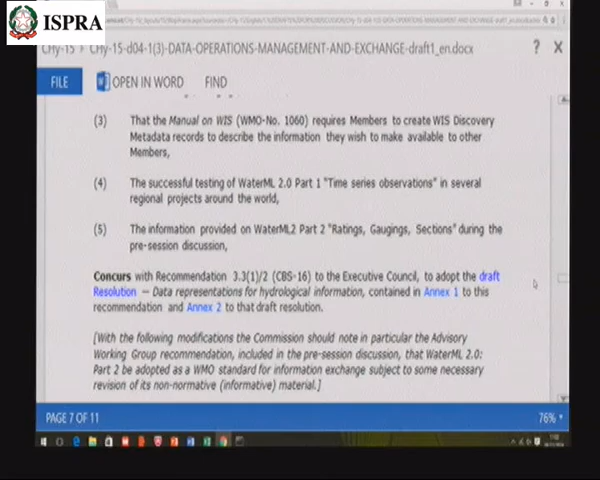 ISPRA
CHy-15 › CHy-15-d04-1(3)-DATA-OPERATIONS-MANAGEMENT-AND-EXCHANGE-draft1_en.docx
? X
FILE OPEN IN WORD FIND
(3) That the Manual on WIS (WMO-No. 1060) requires Members to create WIS Discovery
Metadata records to describe the information they wish to make available to other
Members,
(4) The successful testing of WaterML 2.0 Part 1 "Time series observations" in several
regional projects around the world,
(5) The information provided on WaterML2 Part 2 "Ratings, Gaugings, Sections" during the
pre-session discussion,
Concurs with Recommendation 3.3(1)/2 (CBS-16) to the Executive Council, to adopt the draft
Resolution — Data representations for hydrological information, contained in Annex 1 to this
recommendation and Annex 2 to that draft resolution.
[With the following modifications the Commission should note in particular the Advisory
Working Group recommendation, included in the pre-session discussion, that WaterML 2.0:
Part 2 be adopted as a WMO standard for information exchange subject to some necessary
revision of its non-normative (informative) material.]
PAGE 7 OF 11 76%